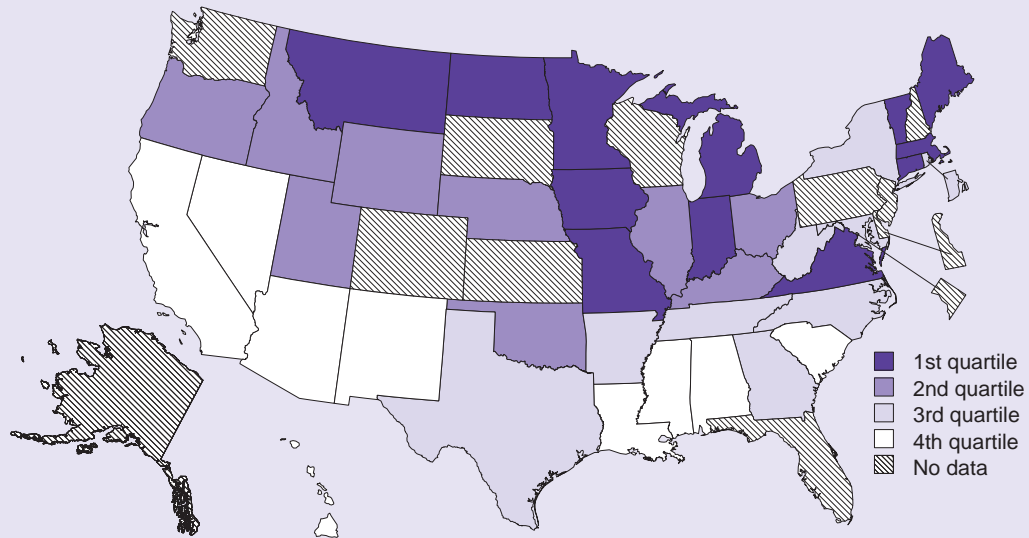 1st quartile
2nd quartile
3rd quartile
4th quartile
No data